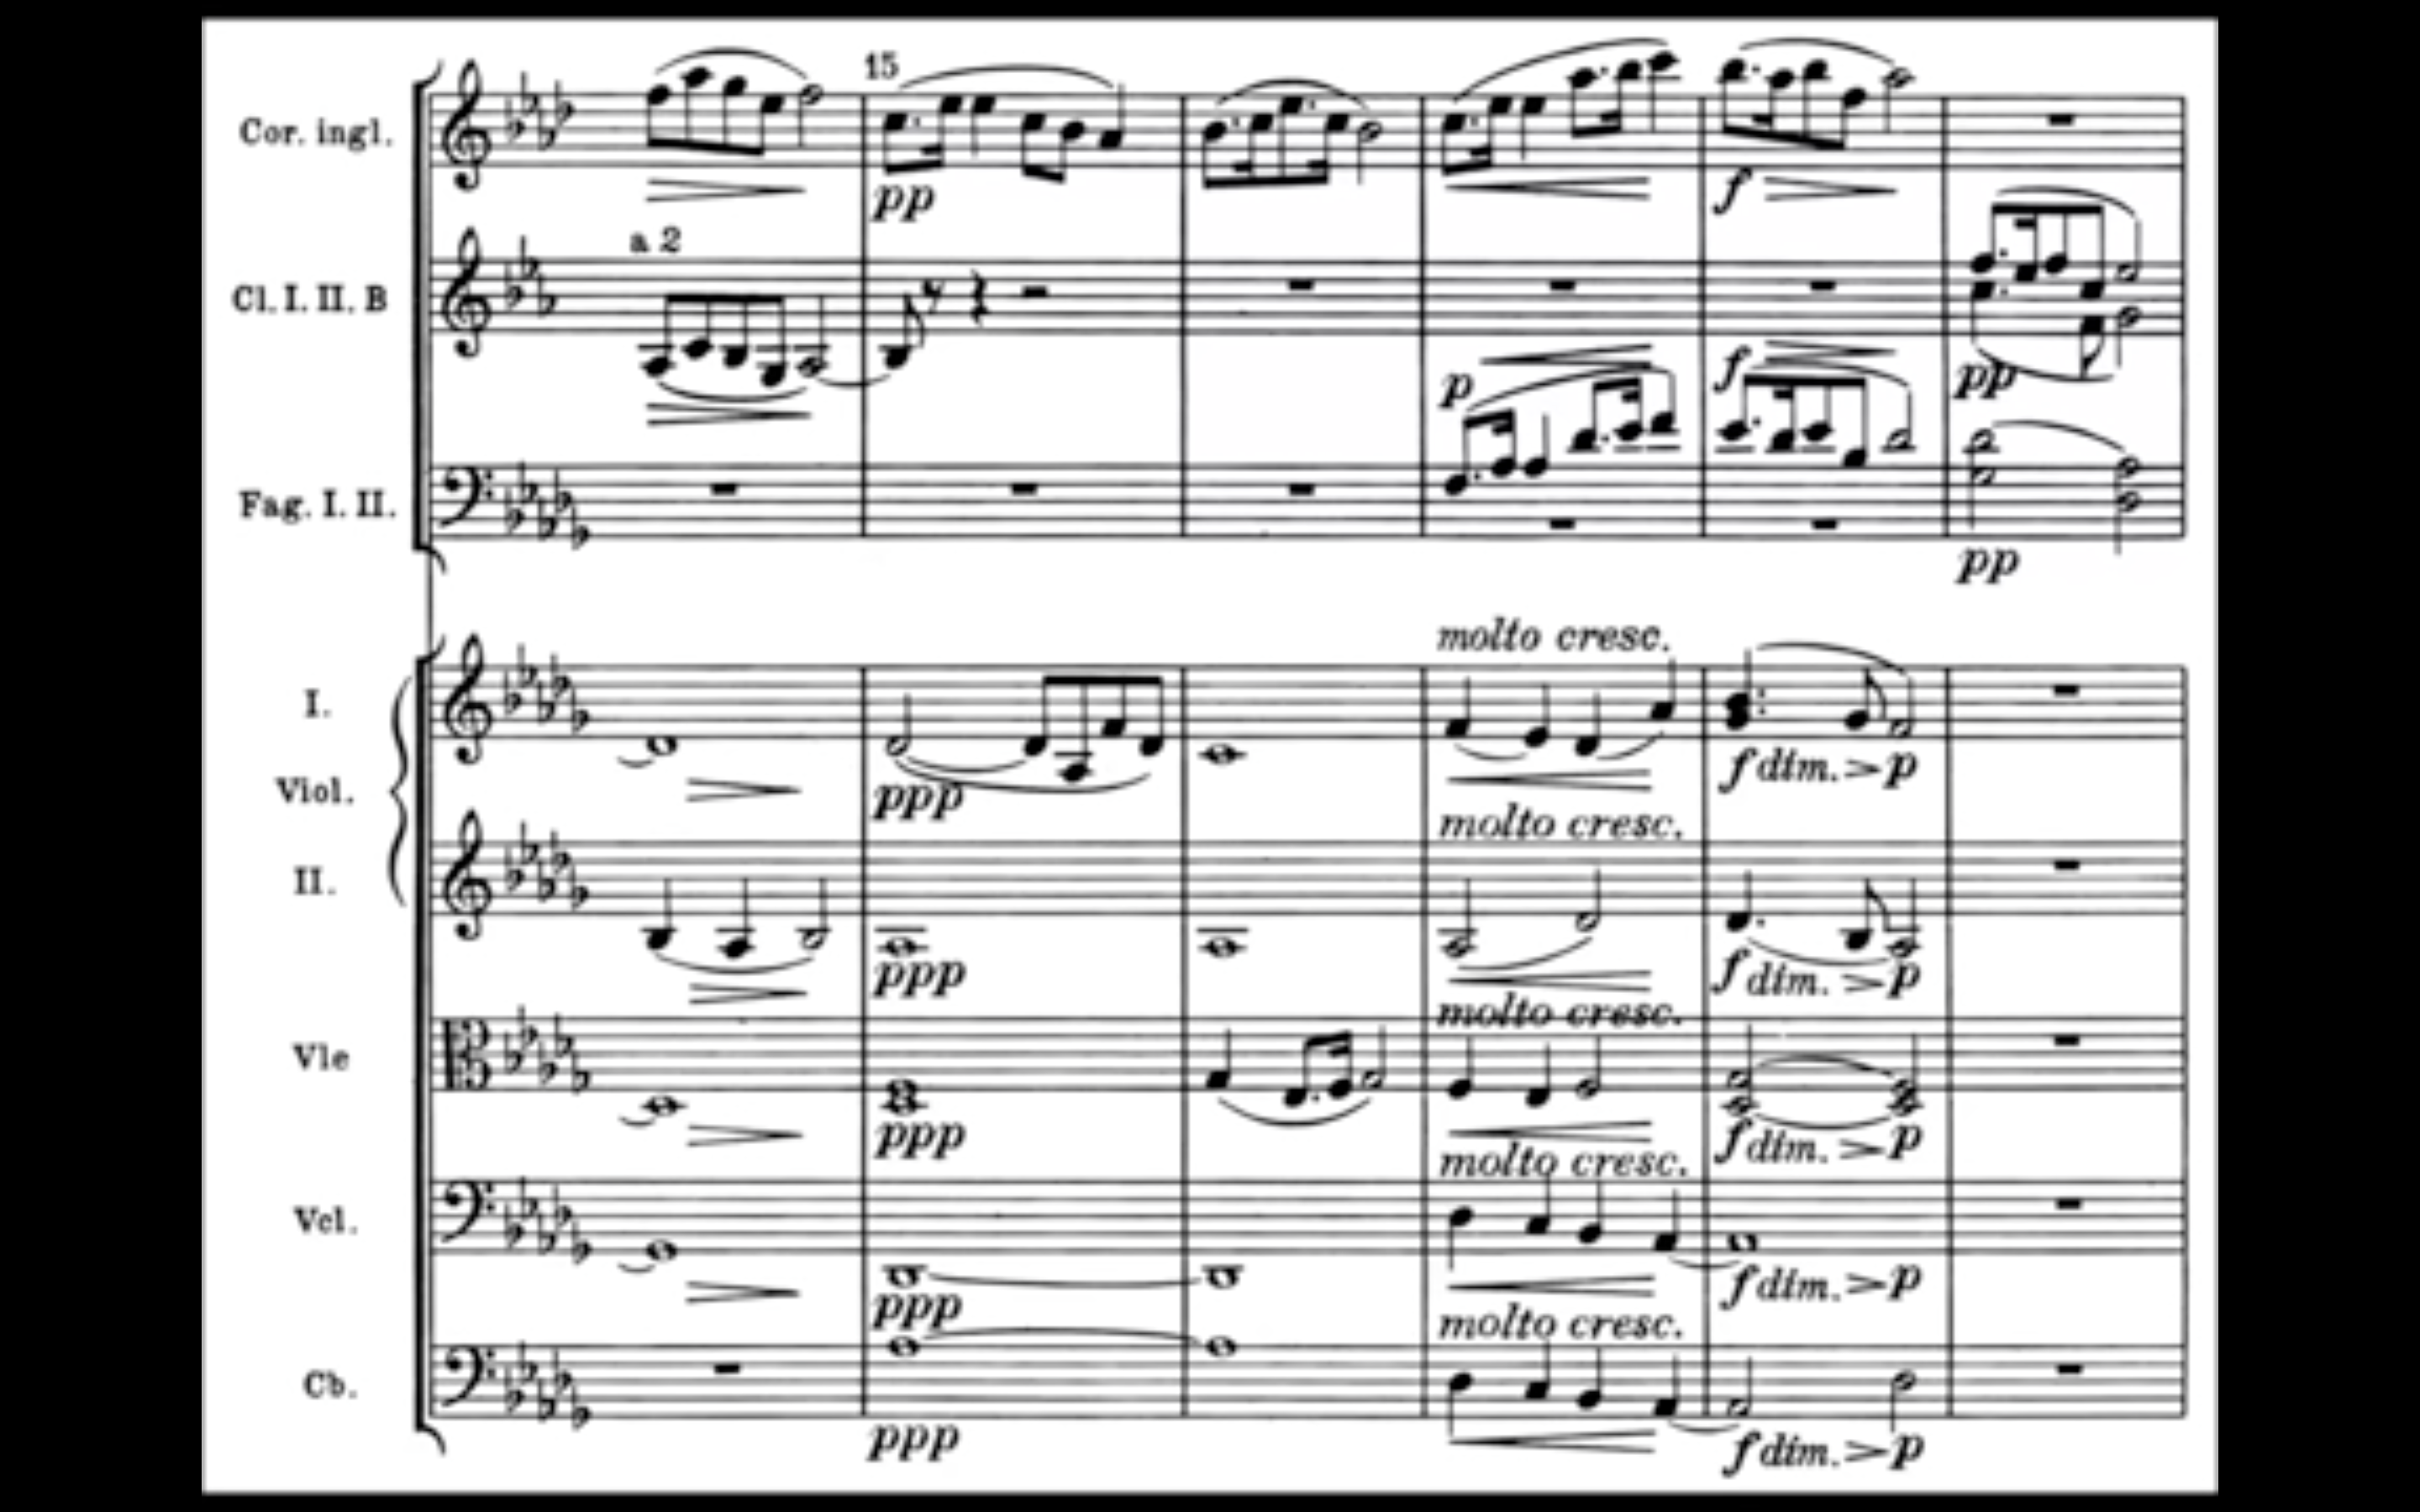 15
Cor. ingl.
pp
f
a 2
Cl. I. II. B
p
f
pp
Fag. I. II.
pp
molto cresc.
I.
f dim. p
Viol.
ppp
molto cresc.
II.
ppp
f dim. p
molto cresc.
Vle
ppp
f dim. p
molto cresc.
Vcl.
ppp
f dim. p
molto cresc.
Cb.
ppp
f dim. p